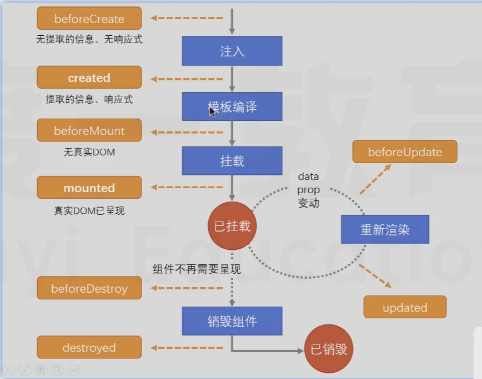 beforeCreate
无提取的信息、无响应式
注入
created
提取的信息、响应式
模板编译
beforeMount
无真实DOM
挂载
mounted
真实DOM已呈现
已挂载
data
prop
变动
beforeUpdate
重新渲染
updated
组件不再需要呈现
beforeDestroy
销毁组件
destroyed
已销毁